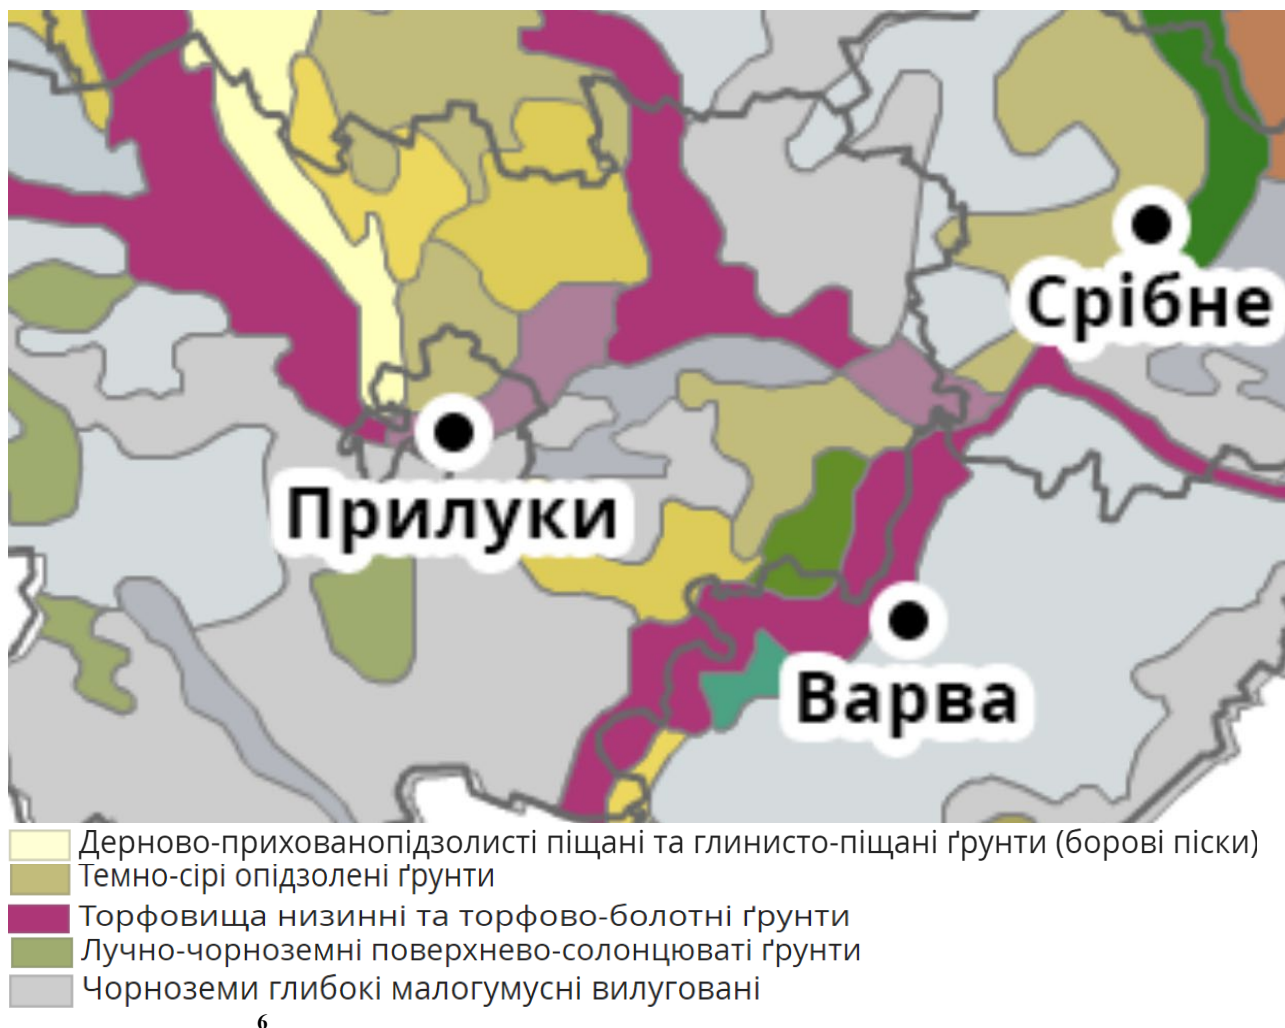 Срібне
Прилуки
Варва
Дерново-прихованопідзолисті піщані та глинисто-піщані ґрунти (борові піски)
Темно-сірі опідзолені ґрунти
Торфовища низинні та торфово-болотні ґрунти
Лучно-чорноземні поверхнево-солонцюваті ґрунти
Чорноземи глибокі малогумусні вилуговані
6